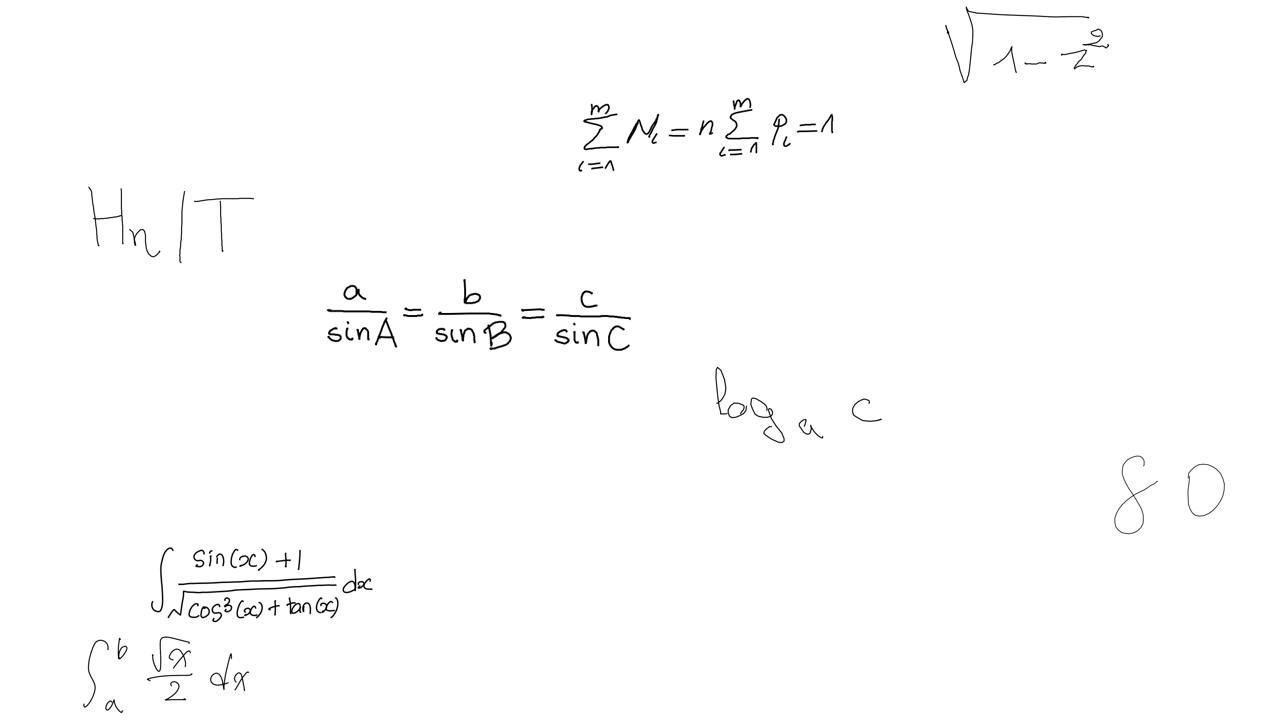 \sqrt{1-z^2}
\sum_{i=1}^{m} N_i = n \sum_{i=1}^{m} P_i = 1
H_n / T
\frac{a}{\sin A} = \frac{b}{\sin B} = \frac{c}{\sin C}
\log_a c
80
\int \frac{\sin(x)+1}{\sqrt{\cos^3(x)+\tan(x)}} dx
\int_a^b \frac{\sqrt{x}}{2} dx